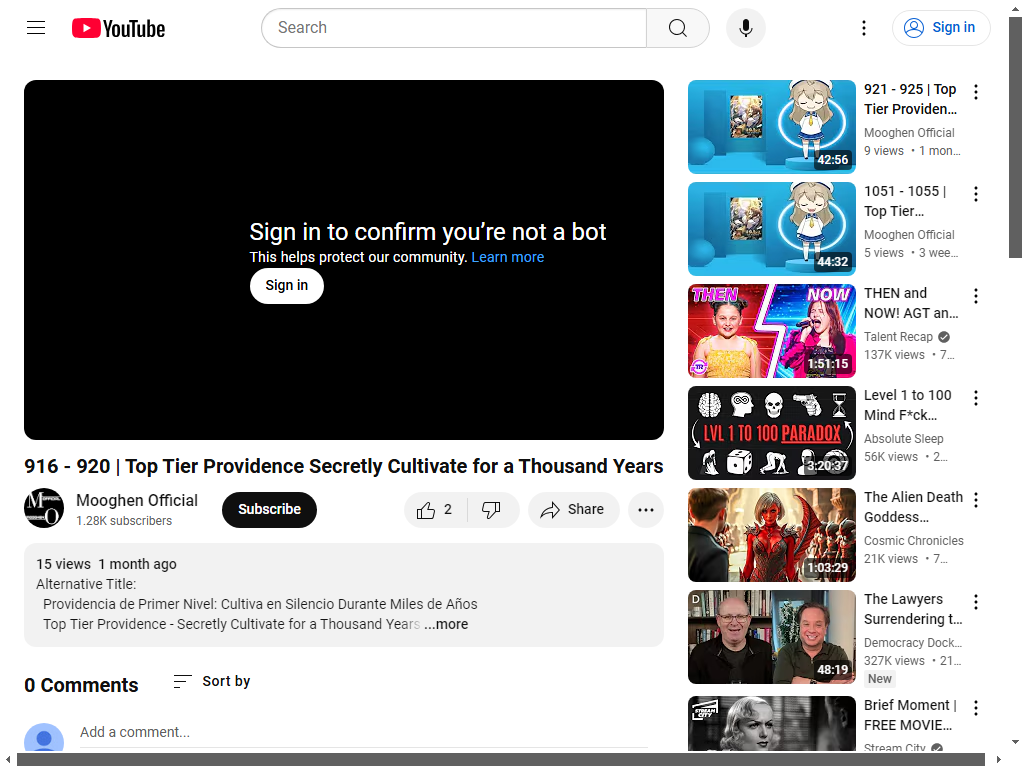 YouTube
Search
Sign in
Sign in to confirm you’re not a bot
This helps protect our community. Learn more
Sign in
916 - 920 | Top Tier Providence Secretly Cultivate for a Thousand Years
Mooghen Official
1.28K subscribers
Subscribe
2
Share
15 views 1 month ago
Alternative Title:
Providencia de Primer Nivel: Cultiva en Silencio Durante Miles de Años
Top Tier Providence - Secretly Cultivate for a Thousand Years ...more
0 Comments
Sort by
Add a comment...
42:56
921 - 925 | Top
Tier Providen...
Mooghen Official
9 views • 1 mon...
44:32
1051 - 1055 |
Top Tier...
Mooghen Official
5 views • 3 wee...
THEN
NOW
TR
1:51:15
THEN and
NOW! AGT an...
Talent Recap
137K views • 7...
LVL 1 TO 100 PARADOX
3:20:37
Level 1 to 100
Mind F*ck...
Absolute Sleep
56K views • 2...
1:03:29
The Alien Death
Goddess...
Cosmic Chronicles
21K views • 7...
D
48:19
The Lawyers
Surrendering t...
Democracy Dock...
327K views • 21...
New
STREAM
CITY
Brief Moment |
FREE MOVIE...
Stream City